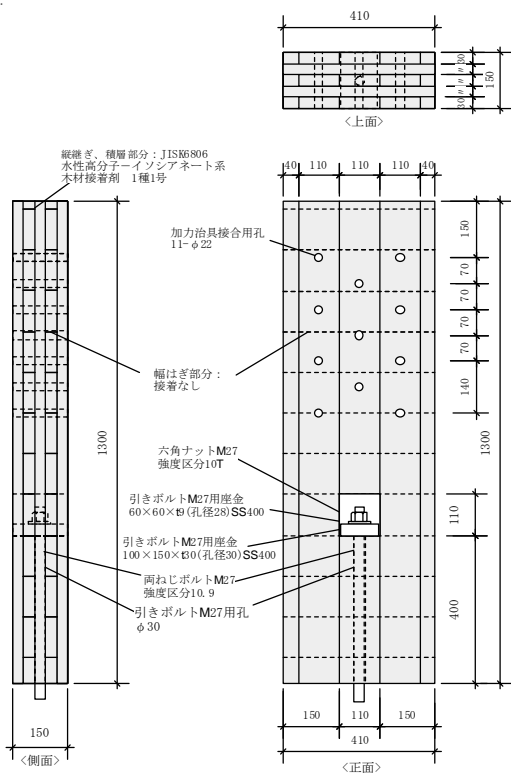 410
30
〃
〃
〃
30
150
<上面>
縦継ぎ、積層部分：JISK6806
水性高分子ーイソシアネート系
木材接着剤　1種1号
40 110 110 110 40
加力治具接合用孔
11-φ22
150
70
70
70
70
140
幅はぎ部分：
接着なし
1300
1300
六角ナットM27
強度区分10T
引きボルトM27用座金
60×60×t9(孔径28)SS400
110
引きボルトM27用座金
100×150×t30(孔径30)SS400
両ねじボルトM27
強度区分10.9
引きボルトM27用孔
φ30
400
150
<側面>
150 110 150
410
<正面>